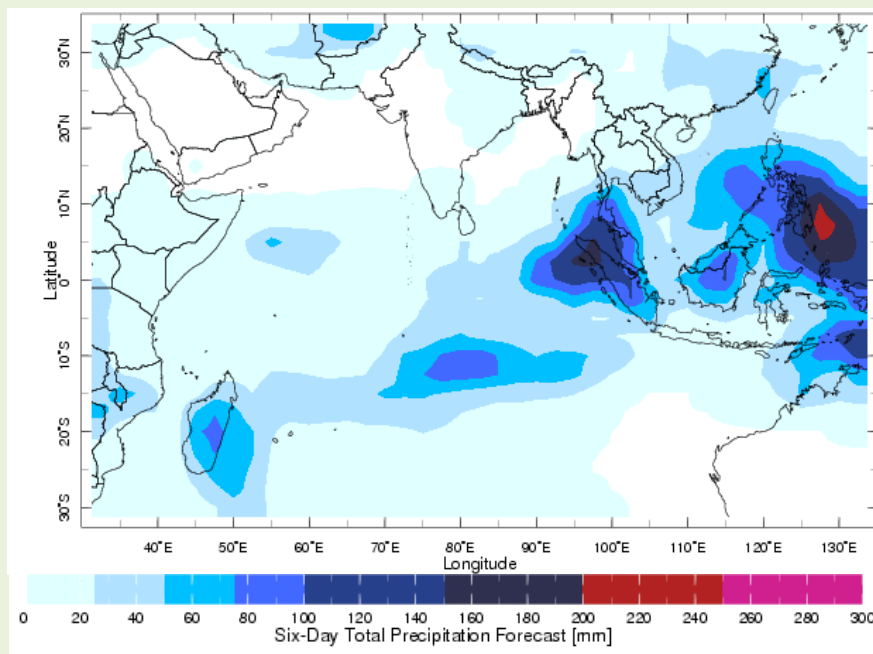 30°N
20°N
10°N
0°
10°S
20°S
30°S
Latitude
40°E 50°E 60°E 70°E 80°E 90°E 100°E 110°E 120°E 130°E
Longitude
0 20 40 60 80 100 120 140 160 180 200 220 240 260 280 300
Six-Day Total Precipitation Forecast [mm]